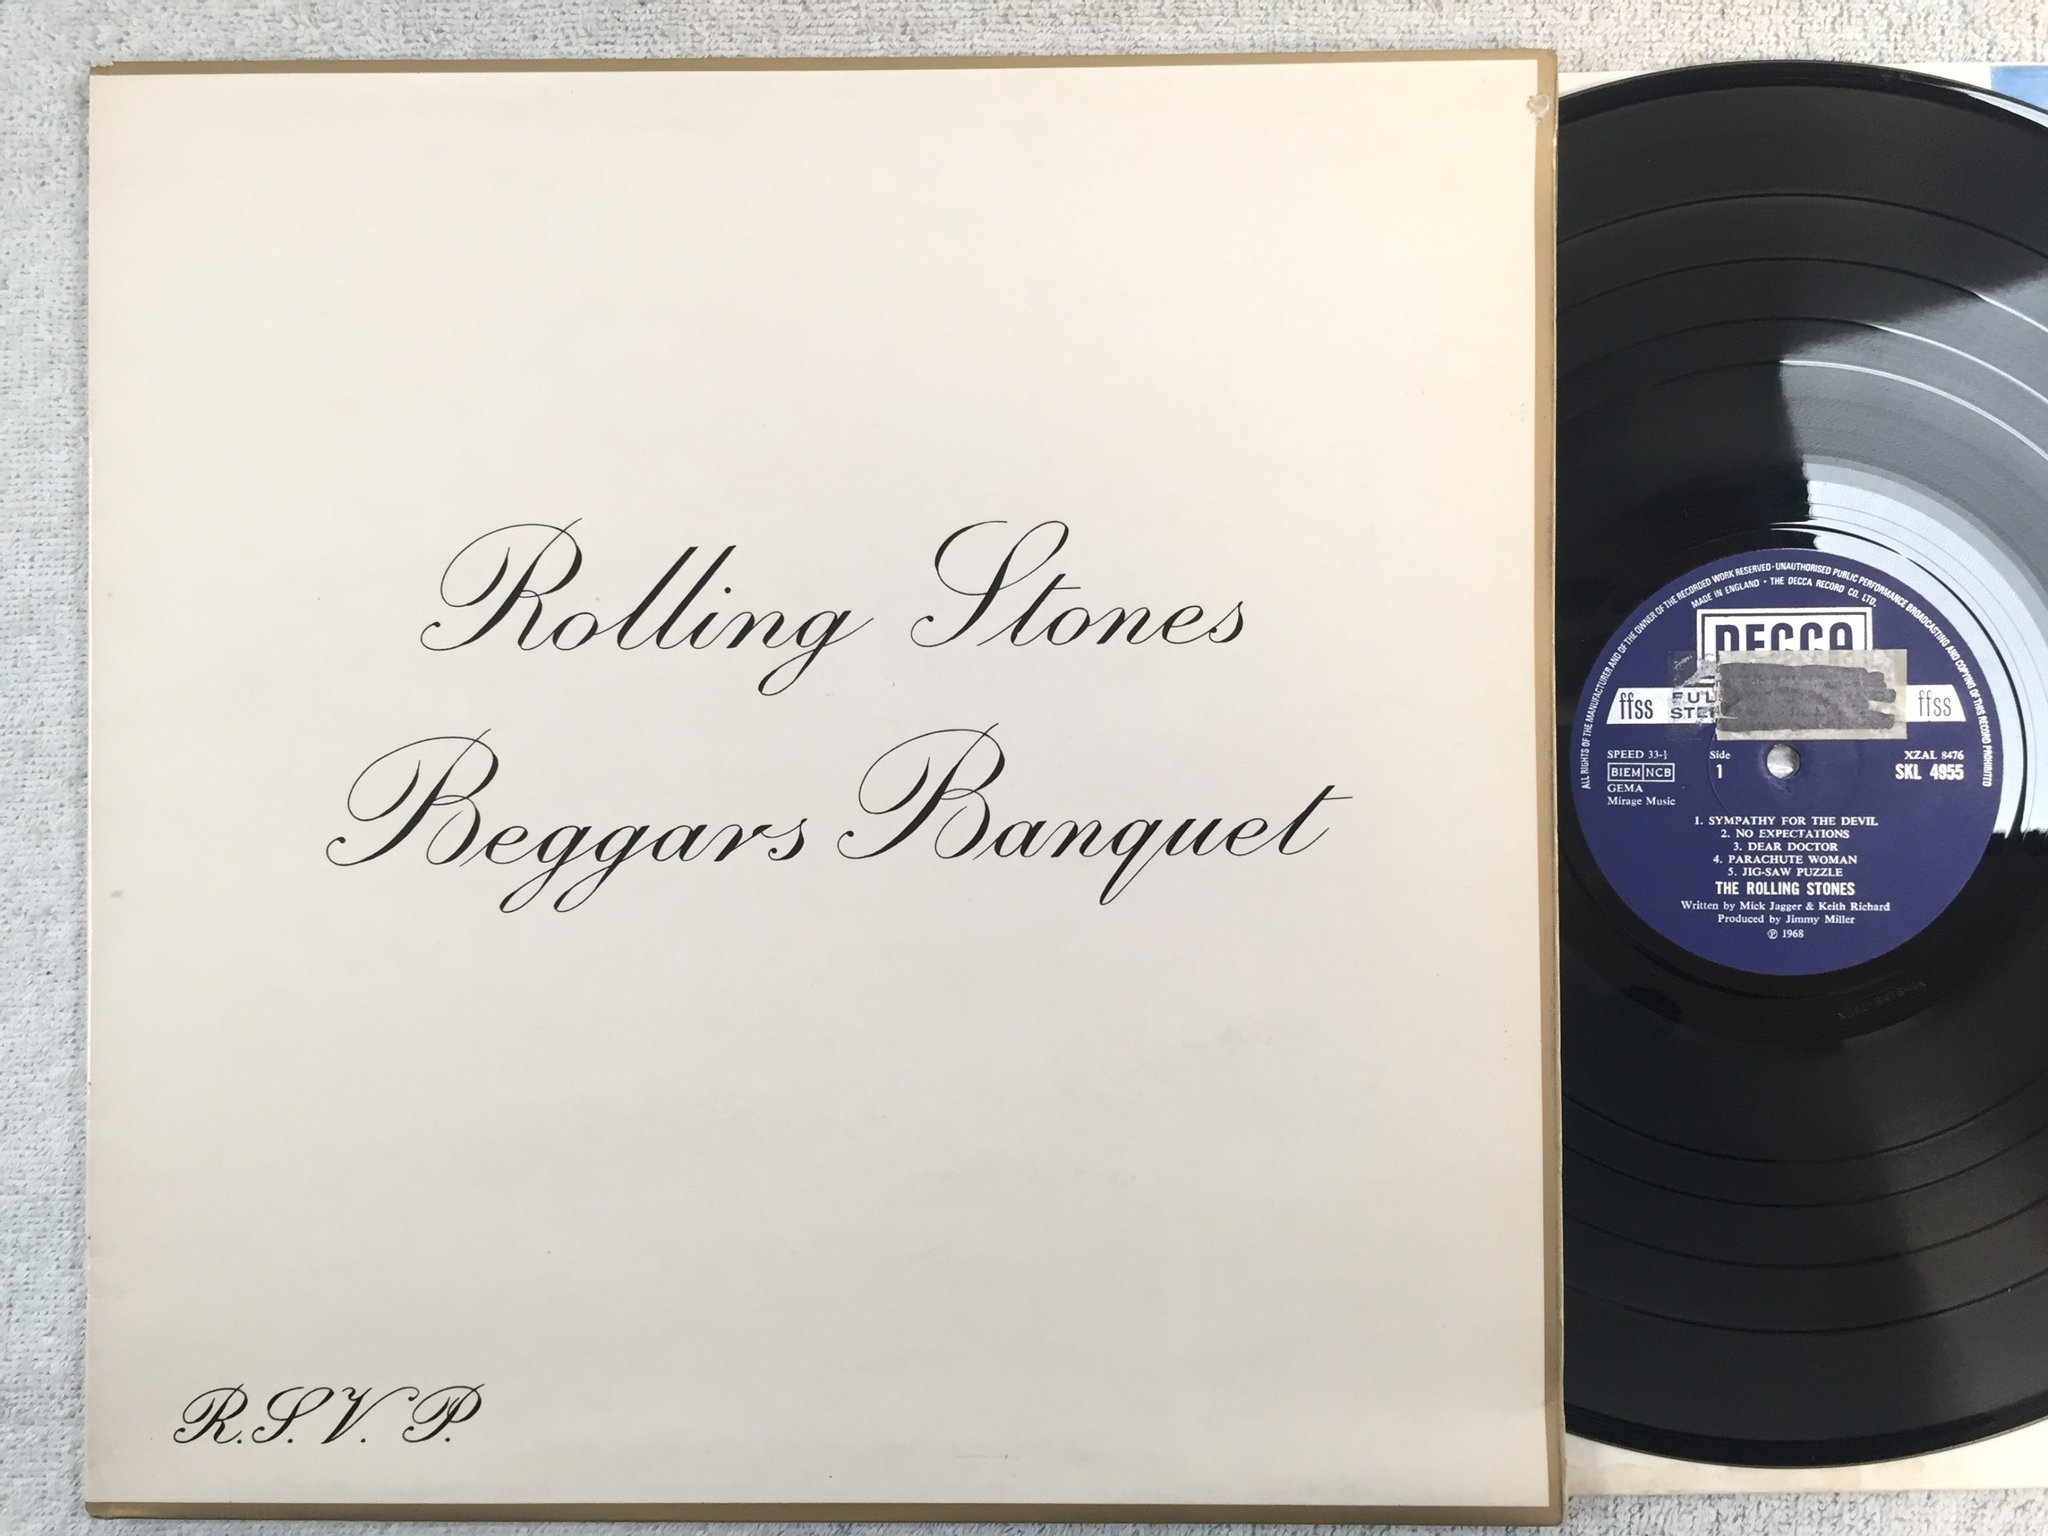 Rolling Stones
Beggars Banquet
R.S.V.P.
ALL RIGHTS OF THE MANUFACTURER AND OF THE OWNER OF THE RECORDED WORK RESERVED · UNAUTHORISED PUBLIC PERFORMANCE BROADCASTING AND COPYING OF THIS RECORD PROHIBITED
MADE IN ENGLAND · THE DECCA RECORD CO. LTD.
DECCA
ffss ffss
SPEED 33-⅓ Side XZAL 8476
BIEM NCB 1 SKL 4955
GEMA
Mirage Music
1. SYMPATHY FOR THE DEVIL
2. NO EXPECTATIONS
3. DEAR DOCTOR
4. PARACHUTE WOMAN
5. JIG-SAW PUZZLE
THE ROLLING STONES
Written by Mick Jagger & Keith Richard
Produced by Jimmy Miller
℗ 1968